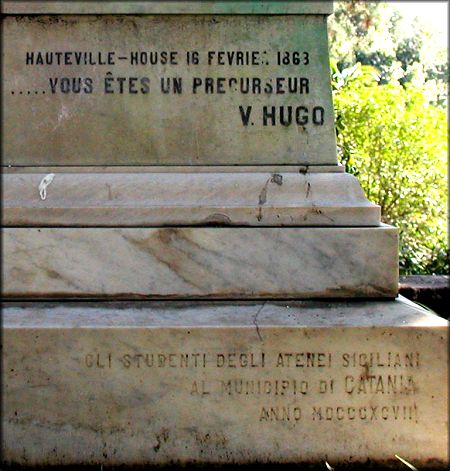 HAUTEVILLE-HOUSE 16 FEVRIER 1863
.....VOUS ÊTES UN PRECURSEUR
V. HUGO
GLI STUDENTI DEGLI ATENEI SICILIANI
AL MUNICIPIO DI CATANIA
ANNO MDCCCXCVIII